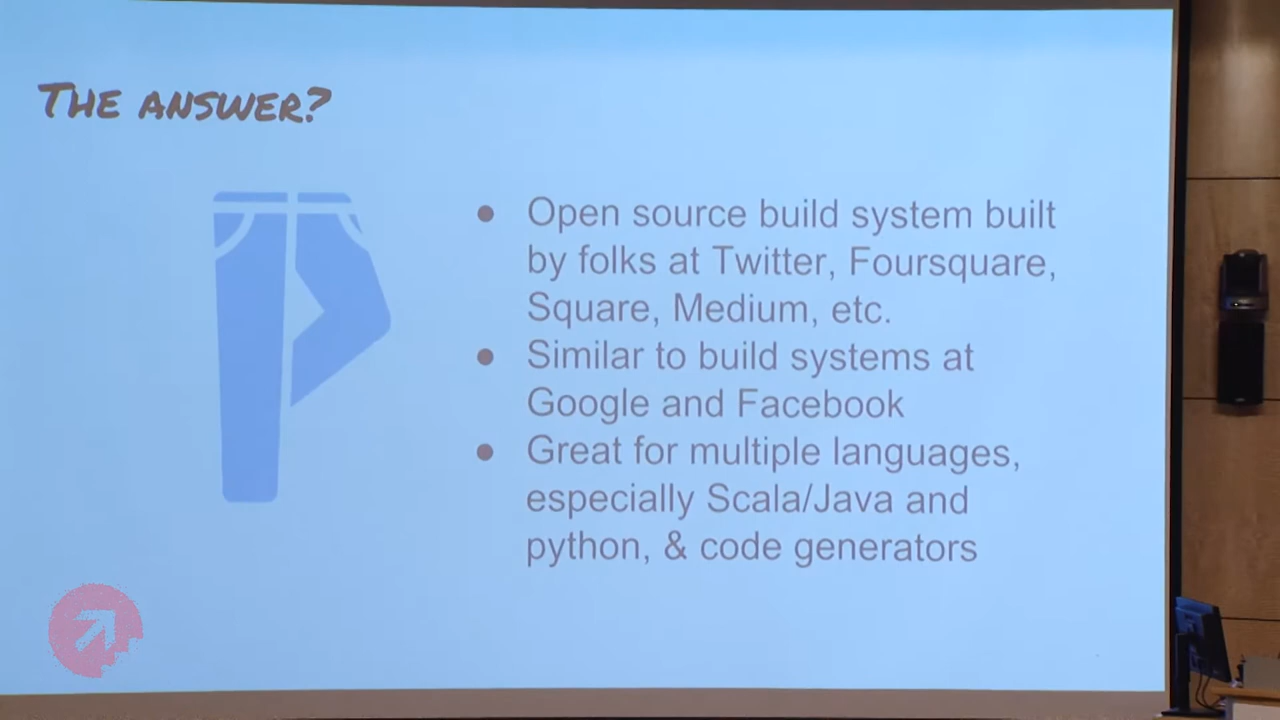 THE ANSWER?
● Open source build system built
by folks at Twitter, Foursquare,
Square, Medium, etc.
● Similar to build systems at
Google and Facebook
● Great for multiple languages,
especially Scala/Java and
python, & code generators